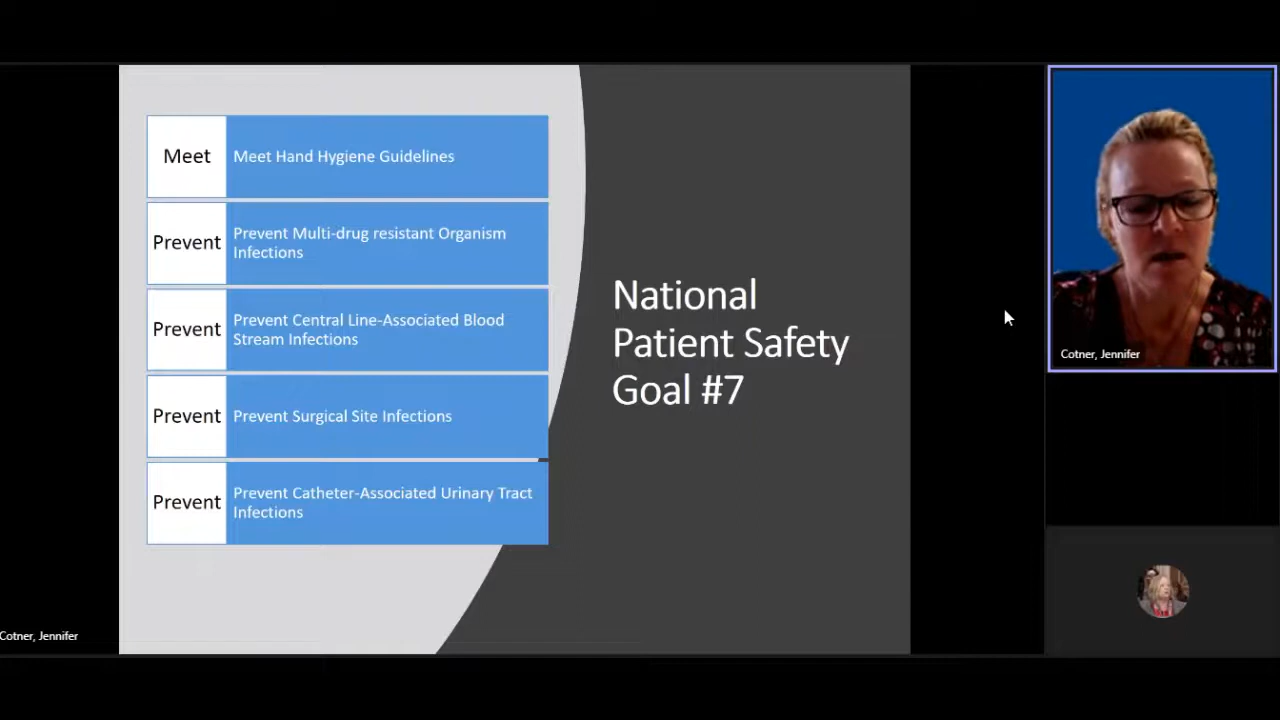 Meet
Meet Hand Hygiene Guidelines
Prevent
Prevent Multi-drug resistant Organism
Infections
Prevent
Prevent Central Line-Associated Blood
Stream Infections
Prevent
Prevent Surgical Site Infections
Prevent
Prevent Catheter-Associated Urinary Tract
Infections
National
Patient Safety
Goal #7
Cotner, Jennifer
Cotner, Jennifer